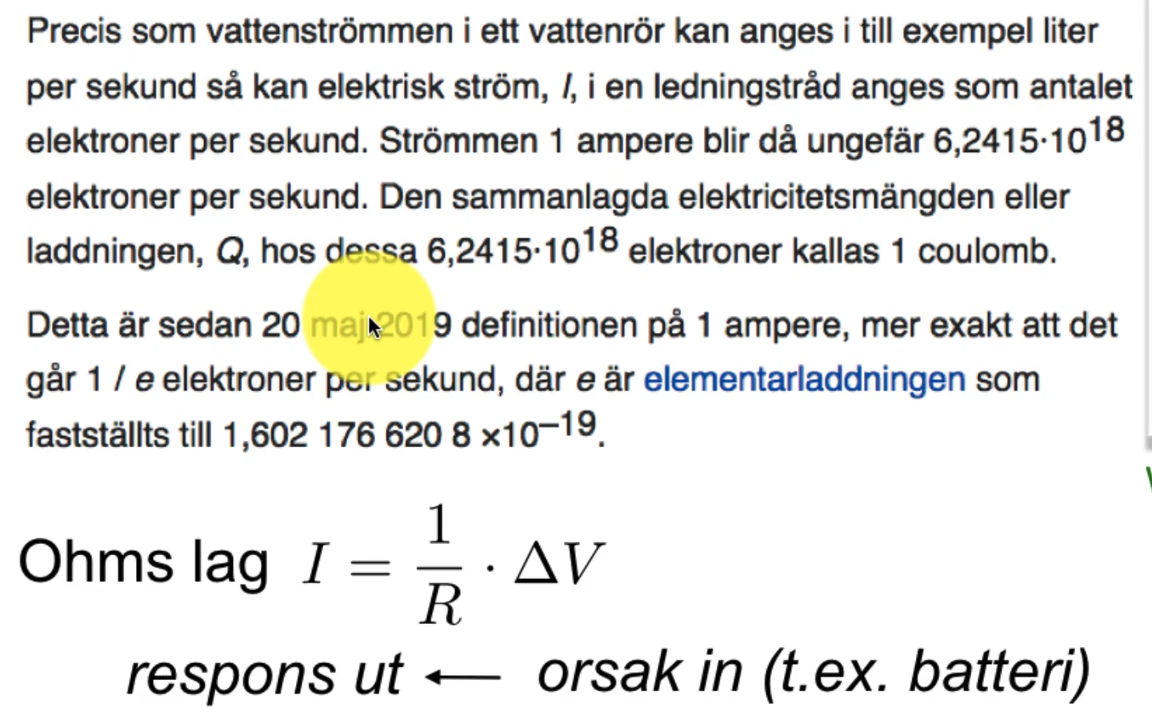 Precis som vattenströmmen i ett vattenrör kan anges i till exempel liter
per sekund så kan elektrisk ström, I, i en ledningstråd anges som antalet
elektroner per sekund. Strömmen 1 ampere blir då ungefär 6,2415·10¹⁸
elektroner per sekund. Den sammanlagda elektricitetsmängden eller
laddningen, Q, hos dessa 6,2415·10¹⁸ elektroner kallas 1 coulomb.
Detta är sedan 20 maj 2019 definitionen på 1 ampere, mer exakt att det
går 1 / e elektroner per sekund, där e är elementarladdningen som
fastställts till 1,602 176 620 8 ×10⁻¹⁹.
Ohms lag I = 1/R · ΔV
respons ut ← orsak in (t.ex. batteri)